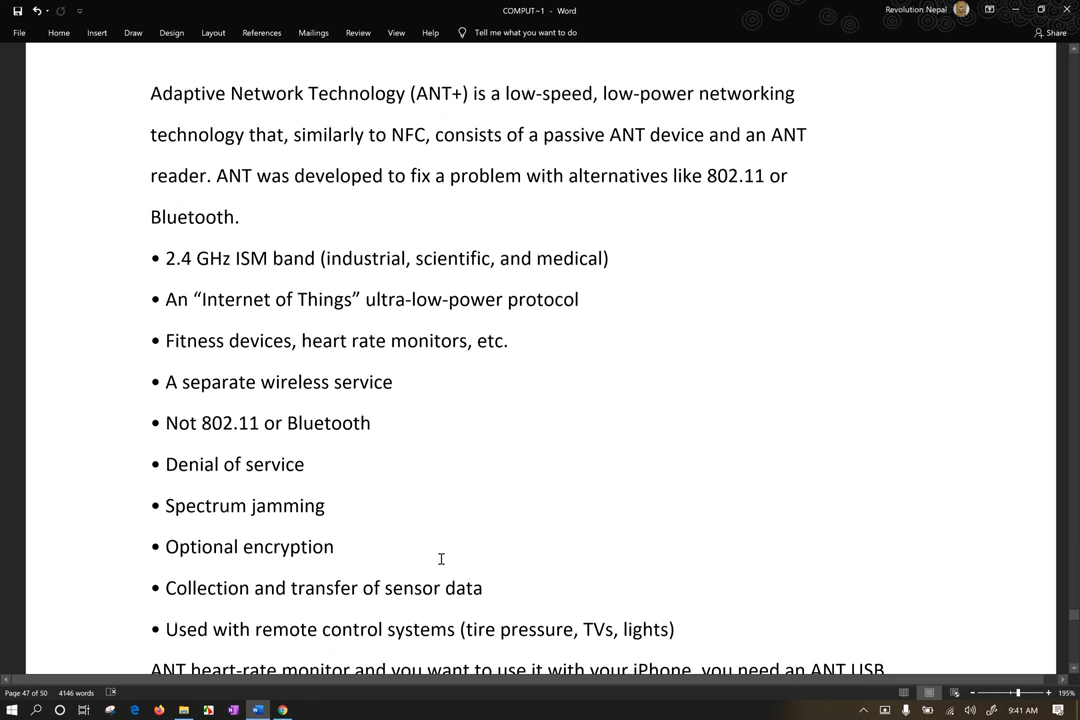 COMPUT~1 - Word
Revolution Nepal
File Home Insert Draw Design Layout References Mailings Review View Help Tell me what you want to do Share
Adaptive Network Technology (ANT+) is a low-speed, low-power networking
technology that, similarly to NFC, consists of a passive ANT device and an ANT
reader. ANT was developed to fix a problem with alternatives like 802.11 or
Bluetooth.
• 2.4 GHz ISM band (industrial, scientific, and medical)
• An “Internet of Things” ultra-low-power protocol
• Fitness devices, heart rate monitors, etc.
• A separate wireless service
• Not 802.11 or Bluetooth
• Denial of service
• Spectrum jamming
• Optional encryption
• Collection and transfer of sensor data
• Used with remote control systems (tire pressure, TVs, lights)
ANT heart-rate monitor and you want to use it with your iPhone, you need an ANT USB
Page 47 of 50 4146 words 195%
9:41 AM